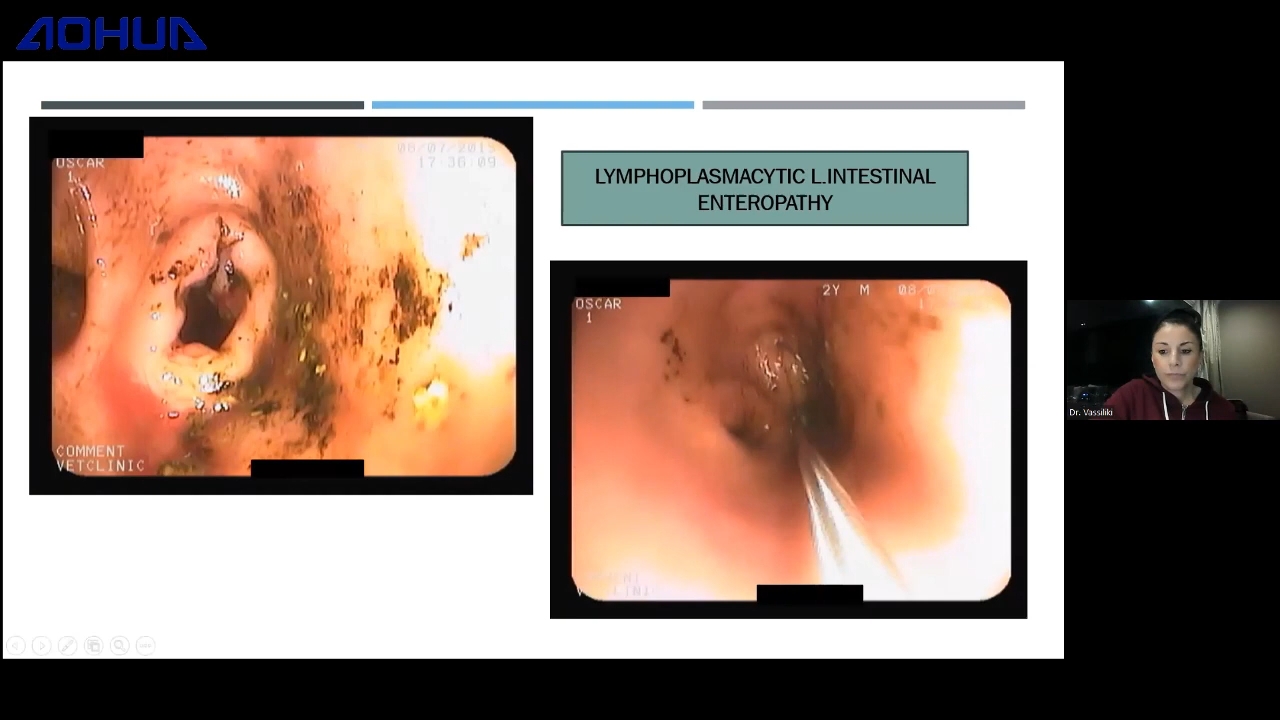 AOHUA
OSCAR
1
17:36:09
COMMENT
VETCLINIC
LYMPHOPLASMACYTIC L.INTESTINAL
ENTEROPATHY
2Y M
OSCAR
1
Dr. Vassiliki